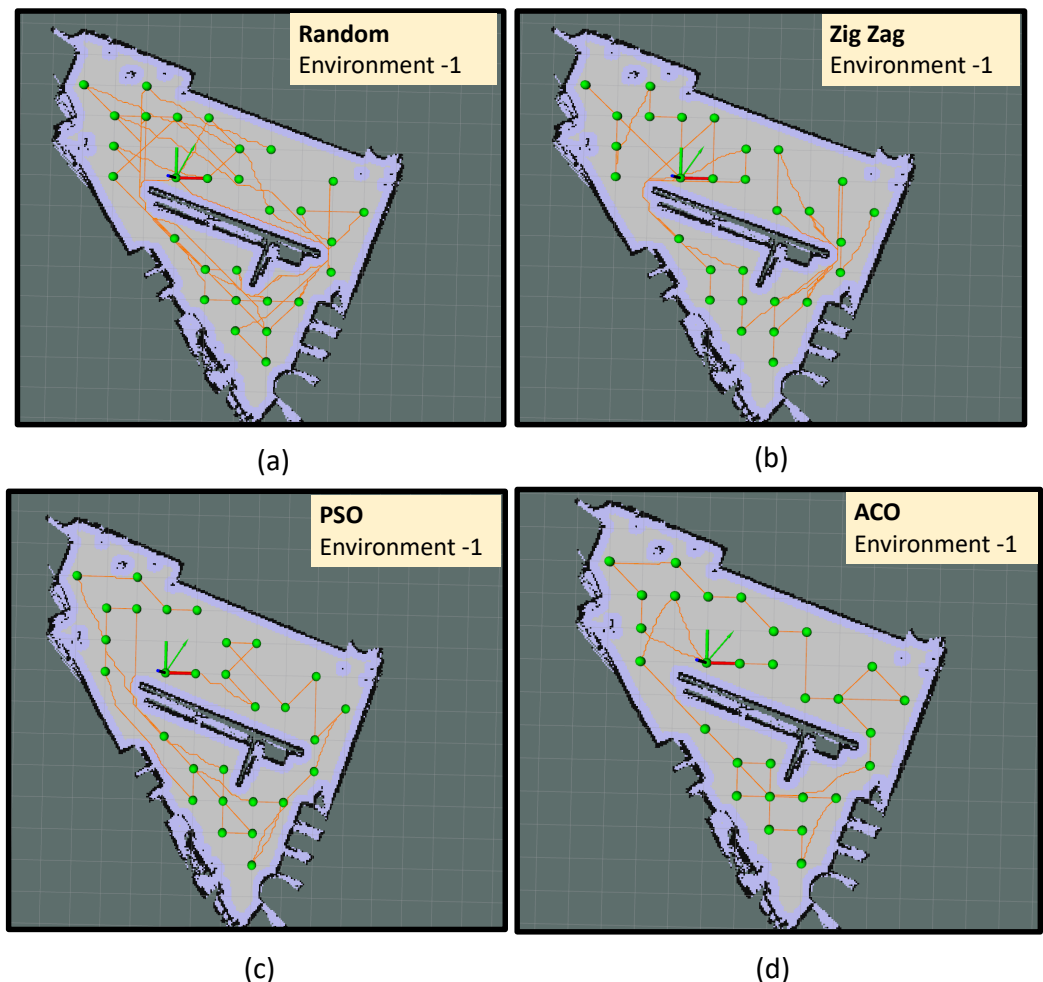 Random
Environment -1
Zig Zag
Environment -1
(a)
(b)
PSO
Environment -1
ACO
Environment -1
(c)
(d)